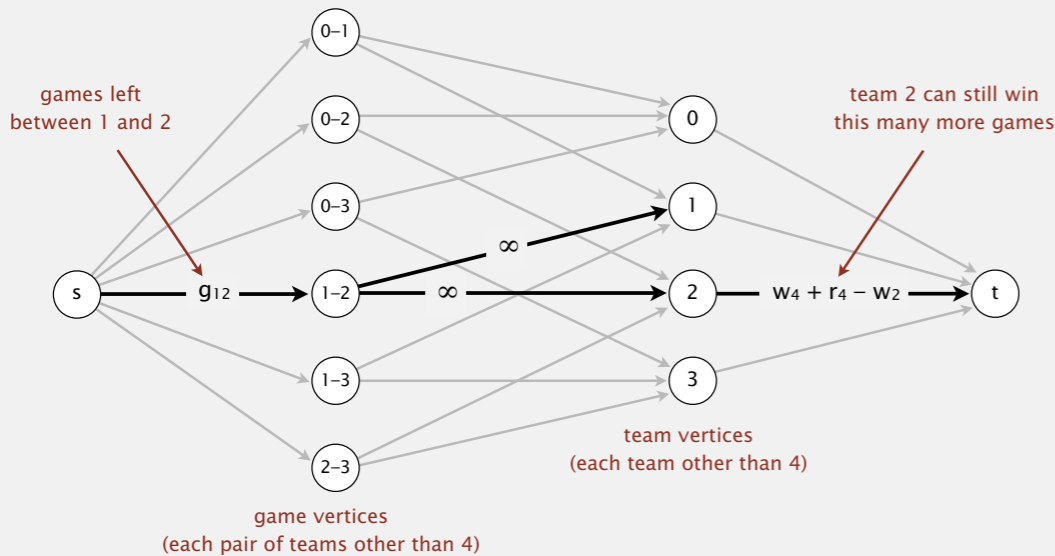 0–1
games left
between 1 and 2
team 2 can still win
this many more games
0–2
0
0–3
1
∞
s
g12
1–2
∞
2
w4 + r4 – w2
t
1–3
3
team vertices
(each team other than 4)
2–3
game vertices
(each pair of teams other than 4)